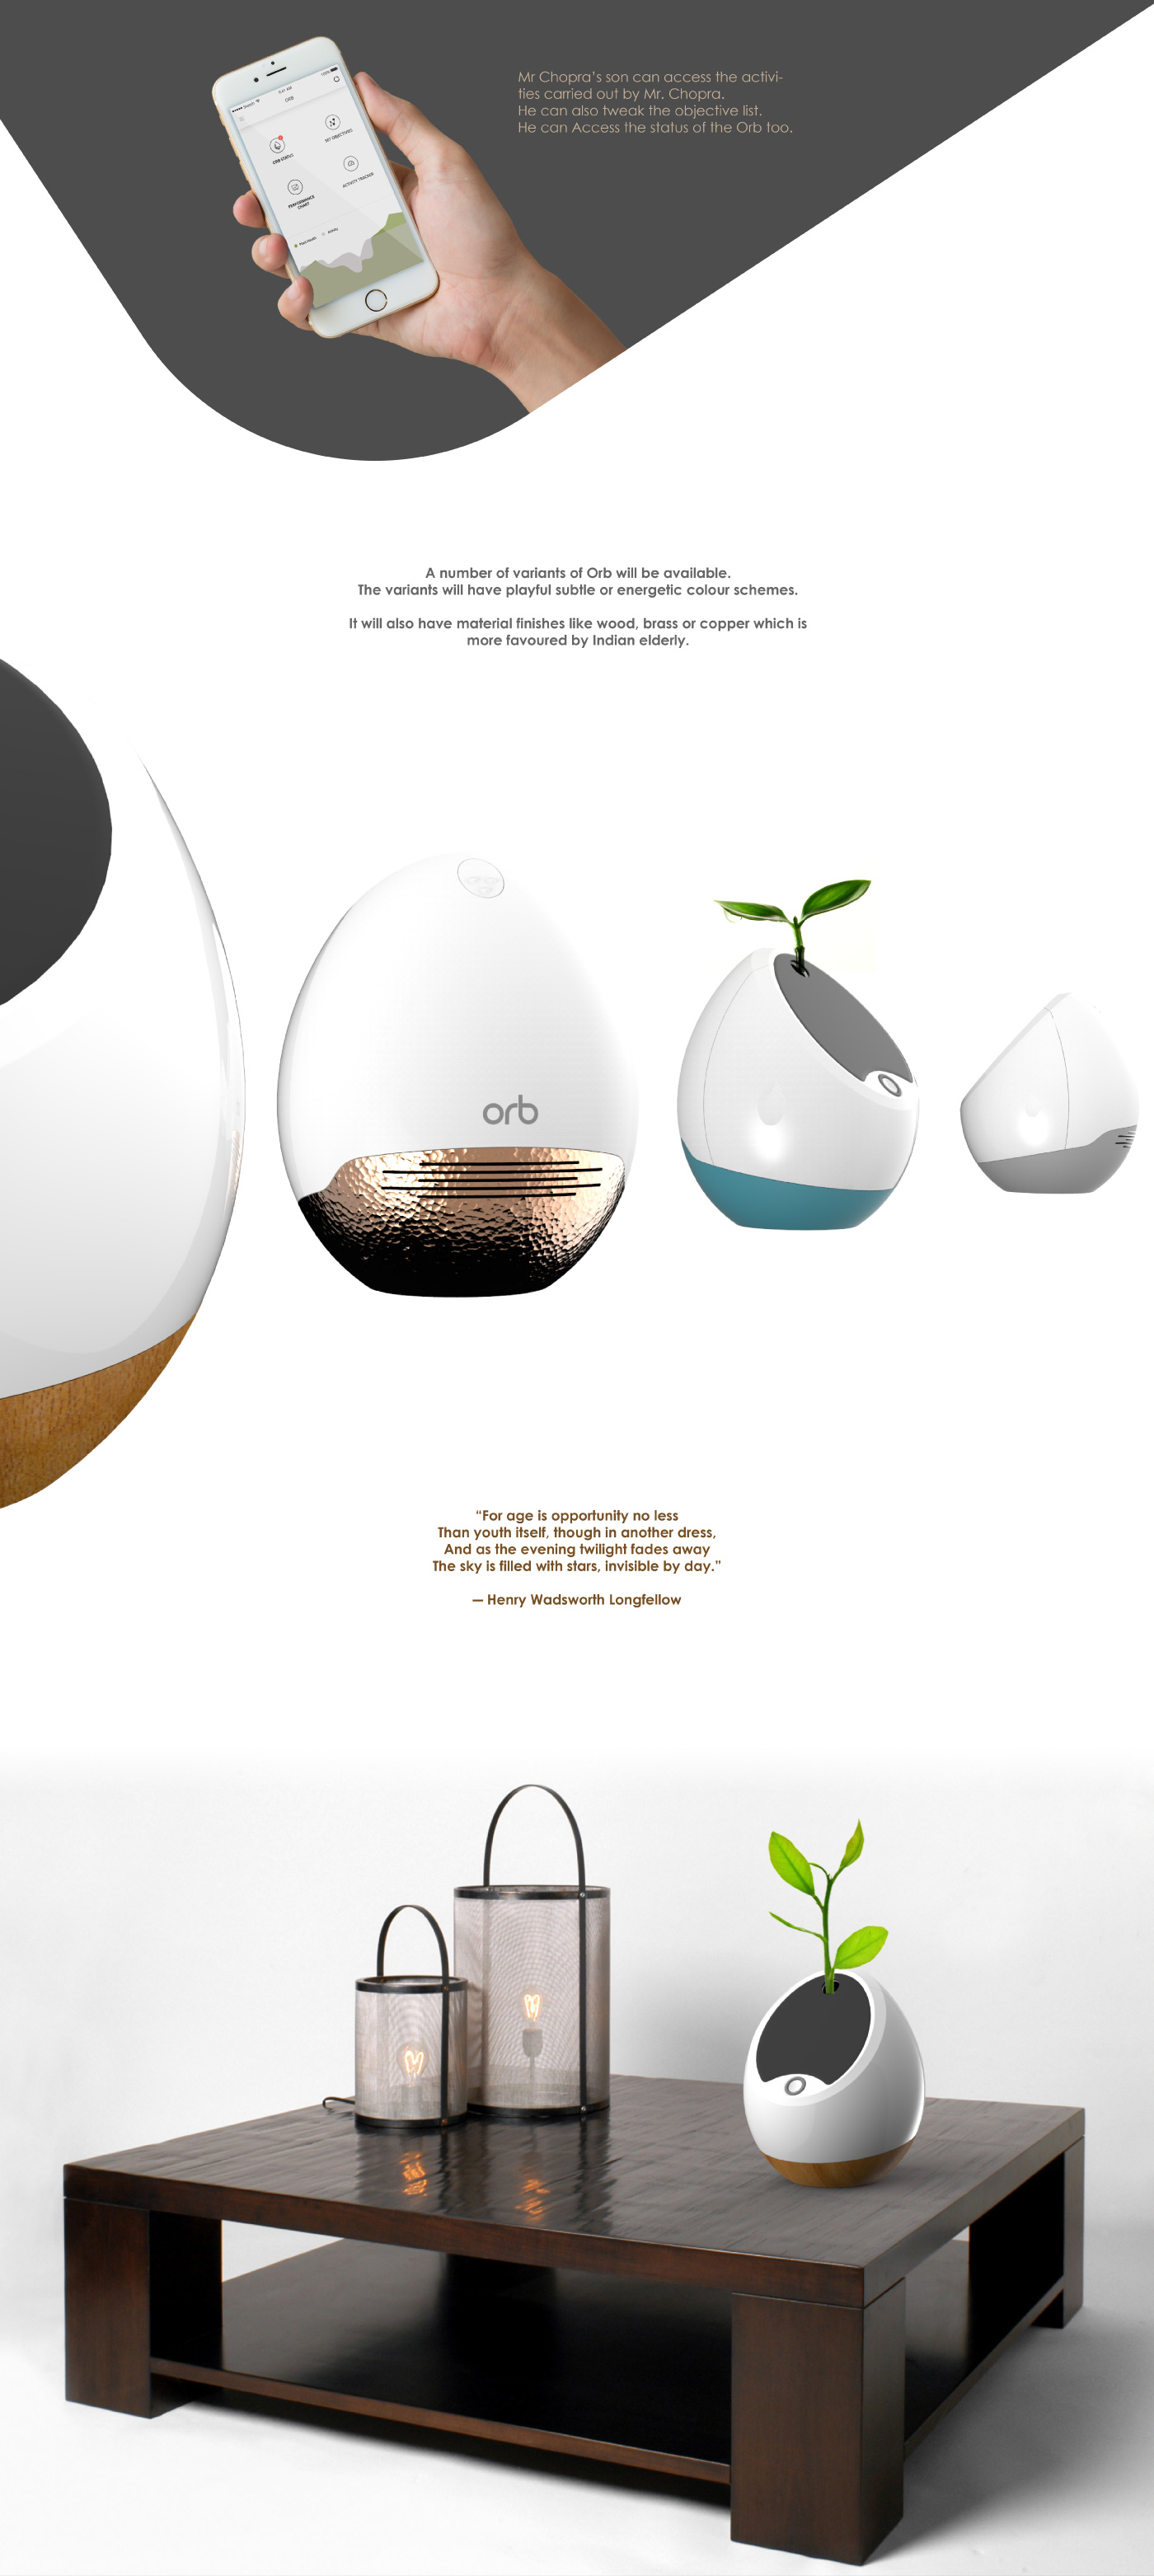 Mr Chopra's son can access the activi-
ties carried out by Mr. Chopra.
He can also tweak the objective list.
He can Access the status of the Orb too.
ORB
ORB STATUS
MY OBJECTIVES
PERFORMANCE
CHART
ACTIVITY TRACKER
A number of variants of Orb will be available.
The variants will have playful subtle or energetic colour schemes.
It will also have material finishes like wood, brass or copper which is
more favoured by Indian elderly.
orb
“For age is opportunity no less
Than youth itself, though in another dress,
And as the evening twilight fades away
The sky is filled with stars, invisible by day.”
— Henry Wadsworth Longfellow